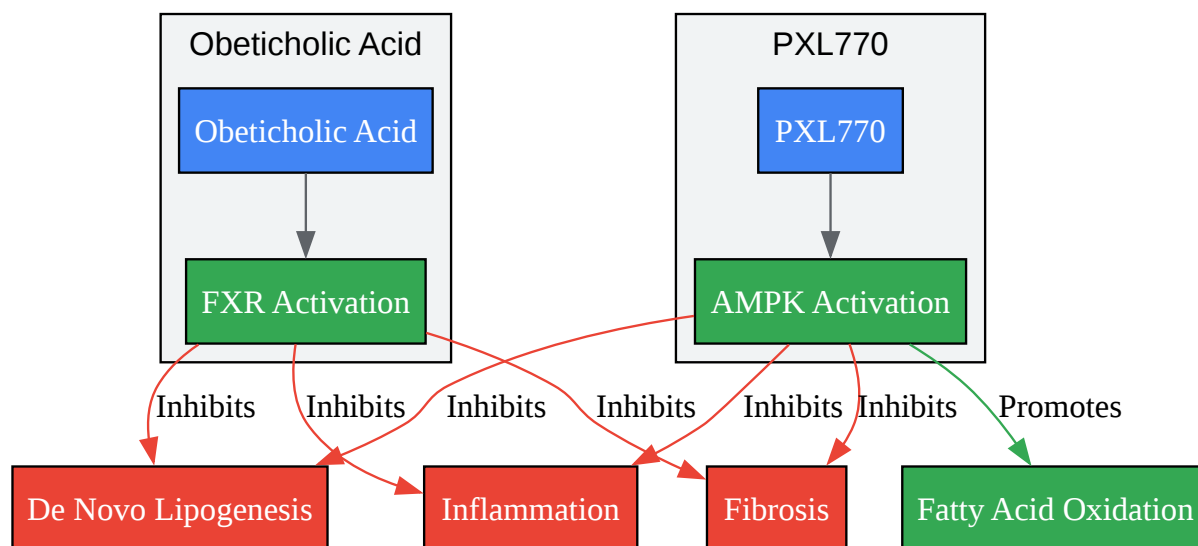 Obeticholic Acid
PXL770
Obeticholic Acid
PXL770
FXR Activation
AMPK Activation
Inhibits
Inhibits
Inhibits
Inhibits
Inhibits
Inhibits
Promotes
De Novo Lipogenesis
Inflammation
Fibrosis
Fatty Acid Oxidation